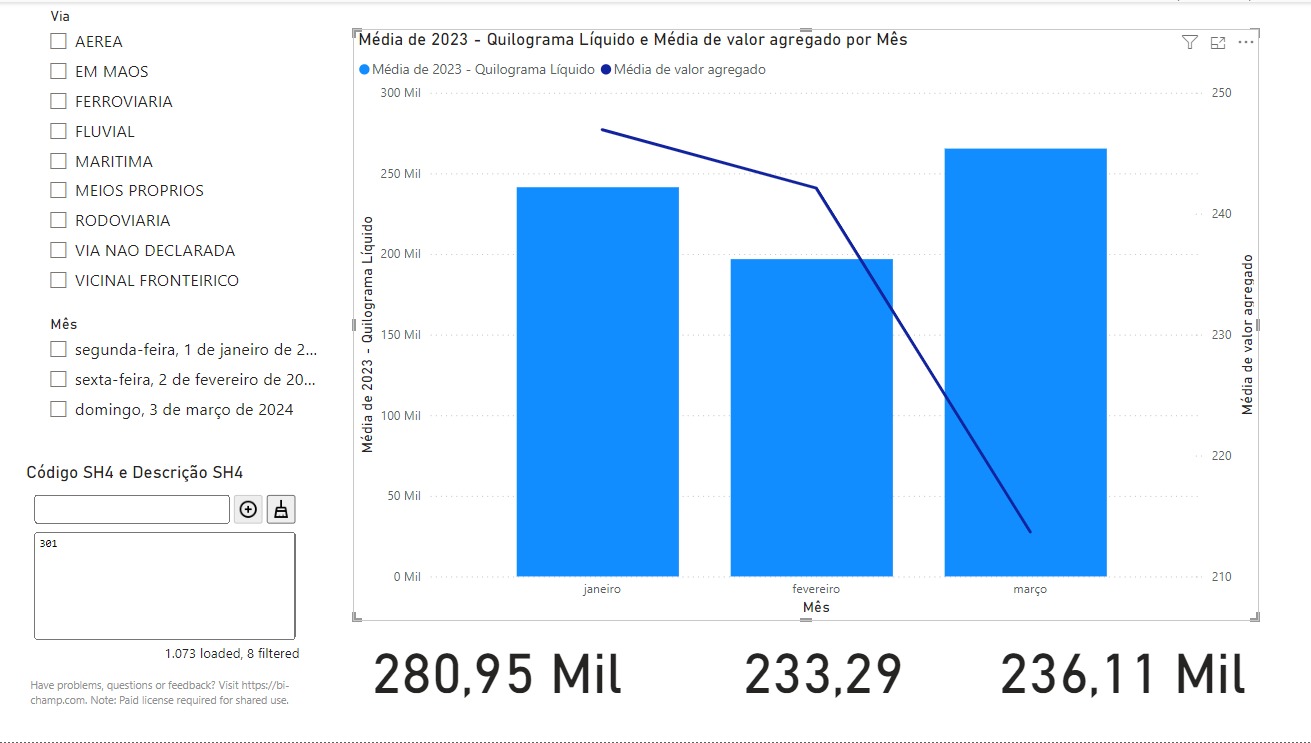 Via
AEREA
EM MAOS
FERROVIARIA
FLUVIAL
MARITIMA
MEIOS PROPRIOS
RODOVIARIA
VIA NAO DECLARADA
VICINAL FRONTEIRICO
Mês
segunda-feira, 1 de janeiro de 2...
sexta-feira, 2 de fevereiro de 20...
domingo, 3 de março de 2024
Código SH4 e Descrição SH4
301
1.073 loaded, 8 filtered
Have problems, questions or feedback? Visit https://bi-
champ.com. Note: Paid license required for shared use.
Média de 2023 - Quilograma Líquido e Média de valor agregado por Mês
Média de 2023 - Quilograma Líquido Média de valor agregado
Média de 2023 - Quilograma Líquido
300 Mil
250 Mil
200 Mil
150 Mil
100 Mil
50 Mil
0 Mil
250
240
230
220
210
Média de valor agregado
janeiro fevereiro março
Mês
280,95 Mil 233,29 236,11 Mil